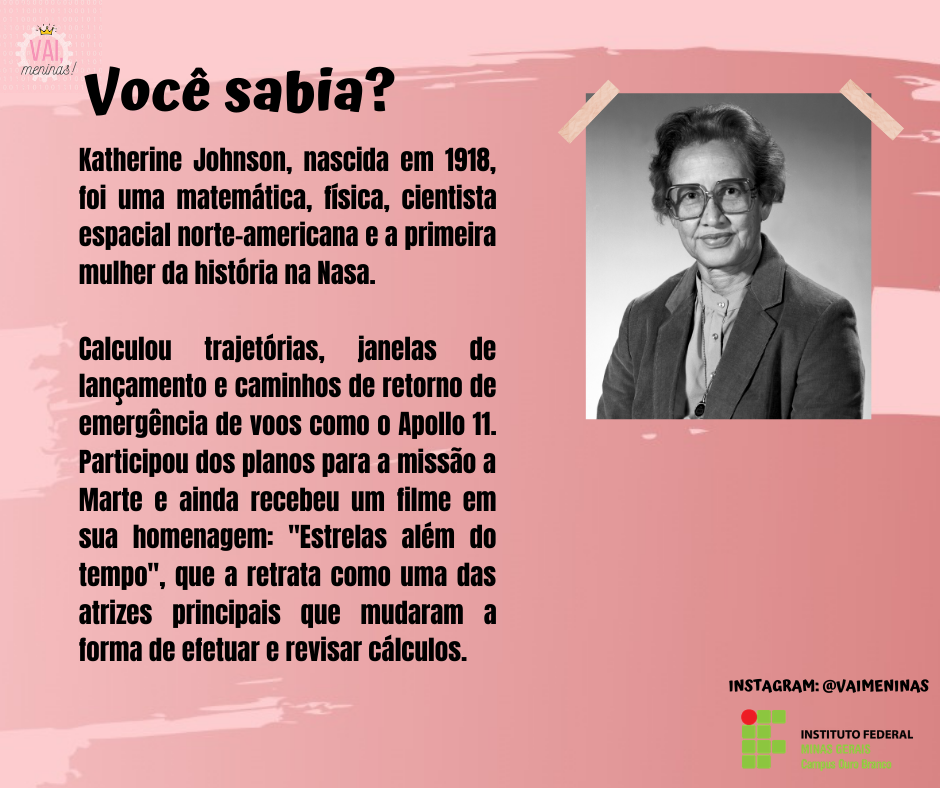 VAI,
meninas!
Você sabia?
Katherine Johnson, nascida em 1918,
foi uma matemática, física, cientista
espacial norte-americana e a primeira
mulher da história na Nasa.
Calculou trajetórias, janelas de
lançamento e caminhos de retorno de
emergência de voos como o Apollo 11.
Participou dos planos para a missão a
Marte e ainda recebeu um filme em
sua homenagem: "Estrelas além do
tempo", que a retrata como uma das
atrizes principais que mudaram a
forma de efetuar e revisar cálculos.
INSTAGRAM: @VAIMENINAS
INSTITUTO FEDERAL
MINAS GERAIS
Campus Ouro Branco